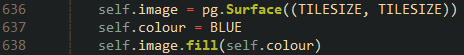 636 self.image = pg.Surface((TILESIZE, TILESIZE))
637 self.colour = BLUE
638 self.image.fill(self.colour)